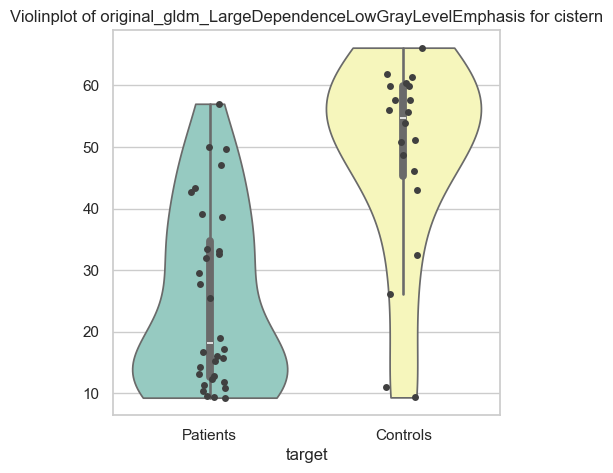 Violinplot of original_gldm_LargeDependenceLowGrayLevelEmphasis for cistern
60
50
40
30
20
10
Patients
Controls
target